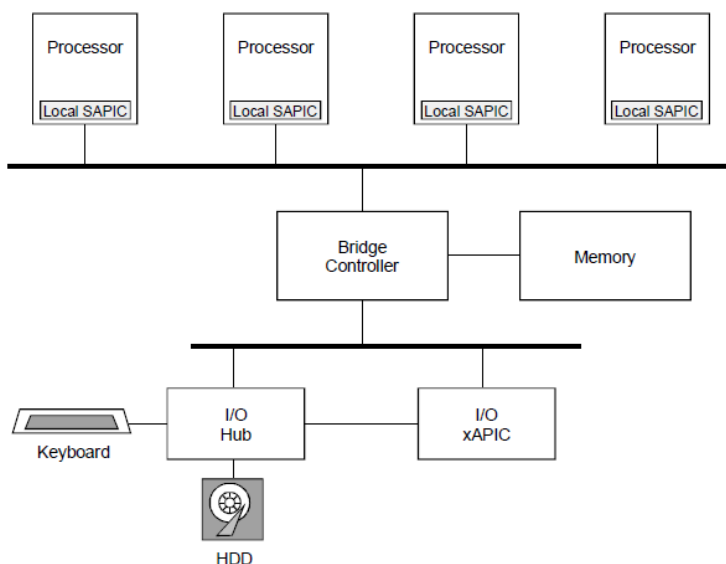 Processor
Local SAPIC
Processor
Local SAPIC
Processor
Local SAPIC
Processor
Local SAPIC
Bridge
Controller
Memory
I/O
Hub
I/O
xAPIC
Keyboard
HDD